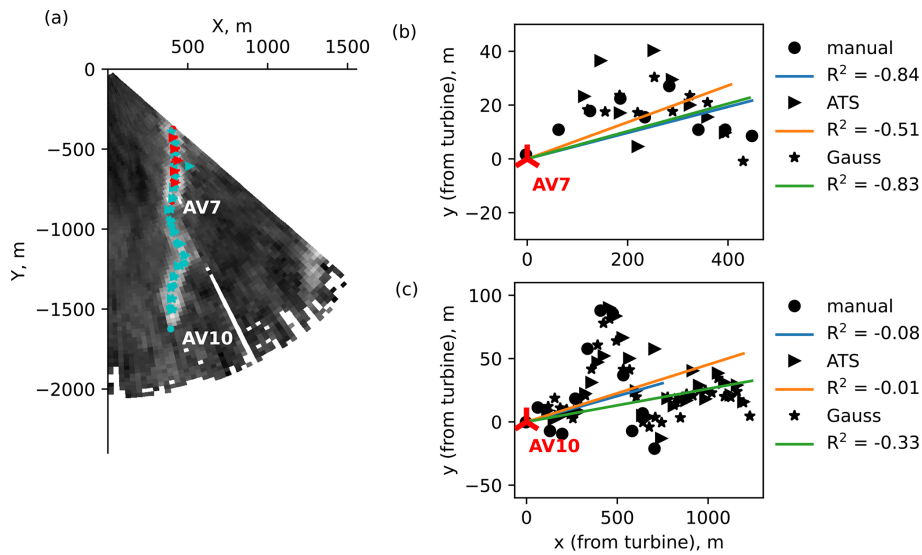 (a)
X, m
500 1000 1500
0
−500
−1000
−1500
−2000
Y, m
AV7
AV10
(b)
40
20
0
−20
y (from turbine), m
0 200 400
AV7
manual
R² = -0.84
ATS
R² = -0.51
Gauss
R² = -0.83
(c)
100
50
0
−50
y (from turbine), m
0 500 1000
x (from turbine), m
AV10
manual
R² = -0.08
ATS
R² = -0.01
Gauss
R² = -0.33